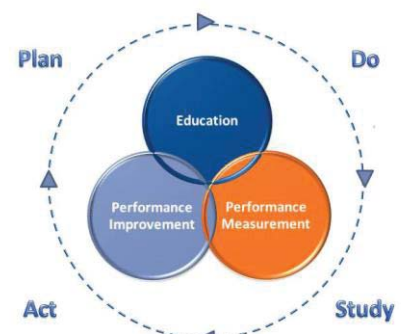 Plan
Do
Education
Performance
Improvement
Performance
Measurement
Act
Study